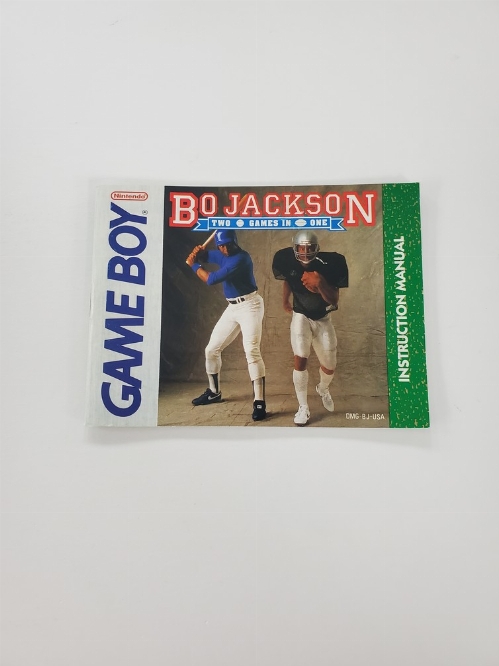 Nintendo®
GAME BOY®
BO JACKSON
TWO GAMES IN ONE
INSTRUCTION MANUAL
DMG-BJ-USA